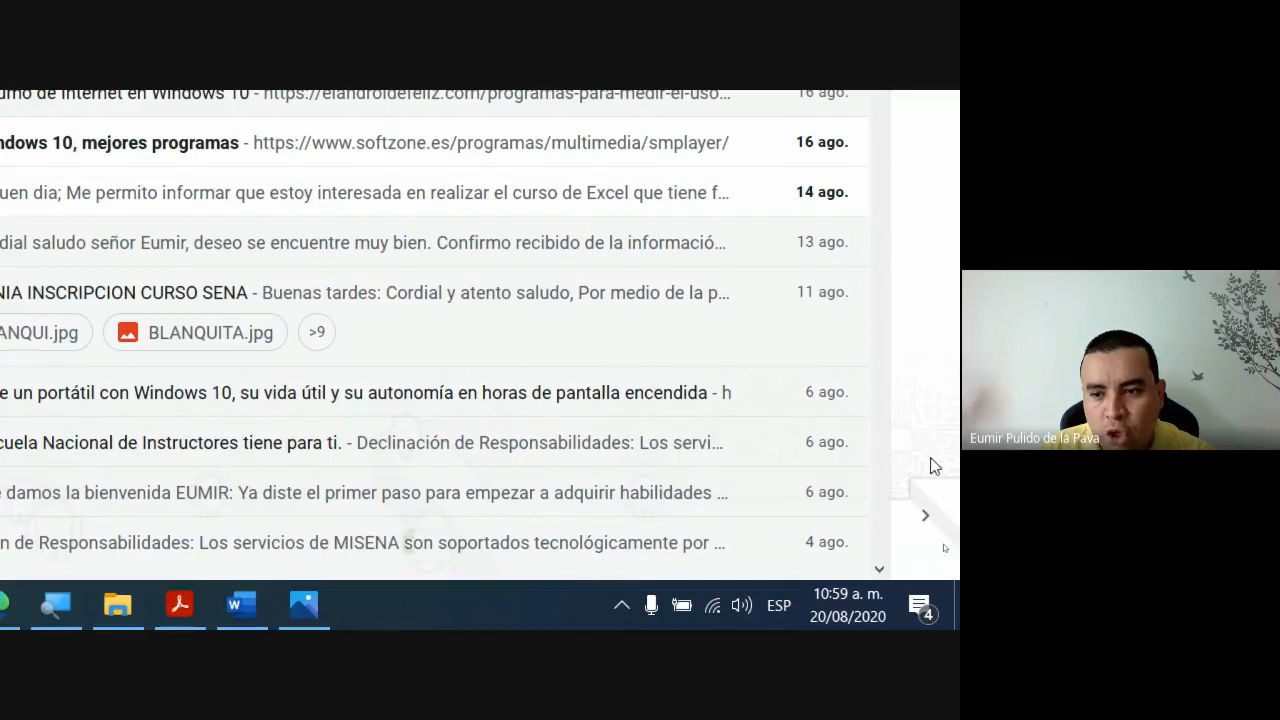 umo de Internet en Windows 10 - https://elandroidefeliz.com/programas-para-medir-el-uso... 16 ago.
ndows 10, mejores programas - https://www.softzone.es/programas/multimedia/smplayer/ 16 ago.
uen dia; Me permito informar que estoy interesada en realizar el curso de Excel que tiene f... 14 ago.
dial saludo señor Eumir, deseo se encuentre muy bien. Confirmo recibido de la informació... 13 ago.
NIA INSCRIPCION CURSO SENA - Buenas tardes: Cordial y atento saludo, Por medio de la p... 11 ago.
ANQUI.jpg BLANQUITA.jpg >9
e un portátil con Windows 10, su vida útil y su autonomía en horas de pantalla encendida - h 6 ago.
cuela Nacional de Instructores tiene para ti. - Declinación de Responsabilidades: Los servi... 6 ago.
e damos la bienvenida EUMIR: Ya diste el primer paso para empezar a adquirir habilidades ... 6 ago.
n de Responsabilidades: Los servicios de MISENA son soportados tecnológicamente por ... 4 ago.
Eumir Pulido de la Pava
ESP 10:59 a. m.
20/08/2020
4